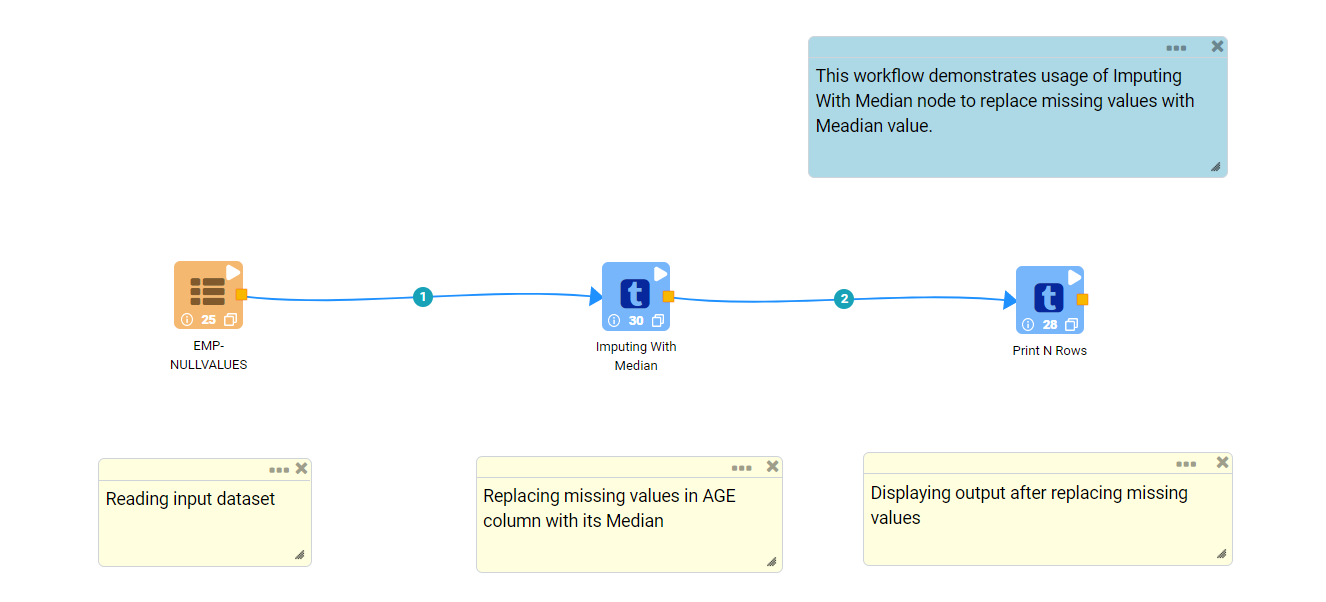 This workflow demonstrates usage of Imputing
With Median node to replace missing values with
Meadian value.
1
2
25
EMP-
NULLVALUES
t
30
Imputing With
Median
t
28
Print N Rows
Reading input dataset
Replacing missing values in AGE
column with its Median
Displaying output after replacing missing
values